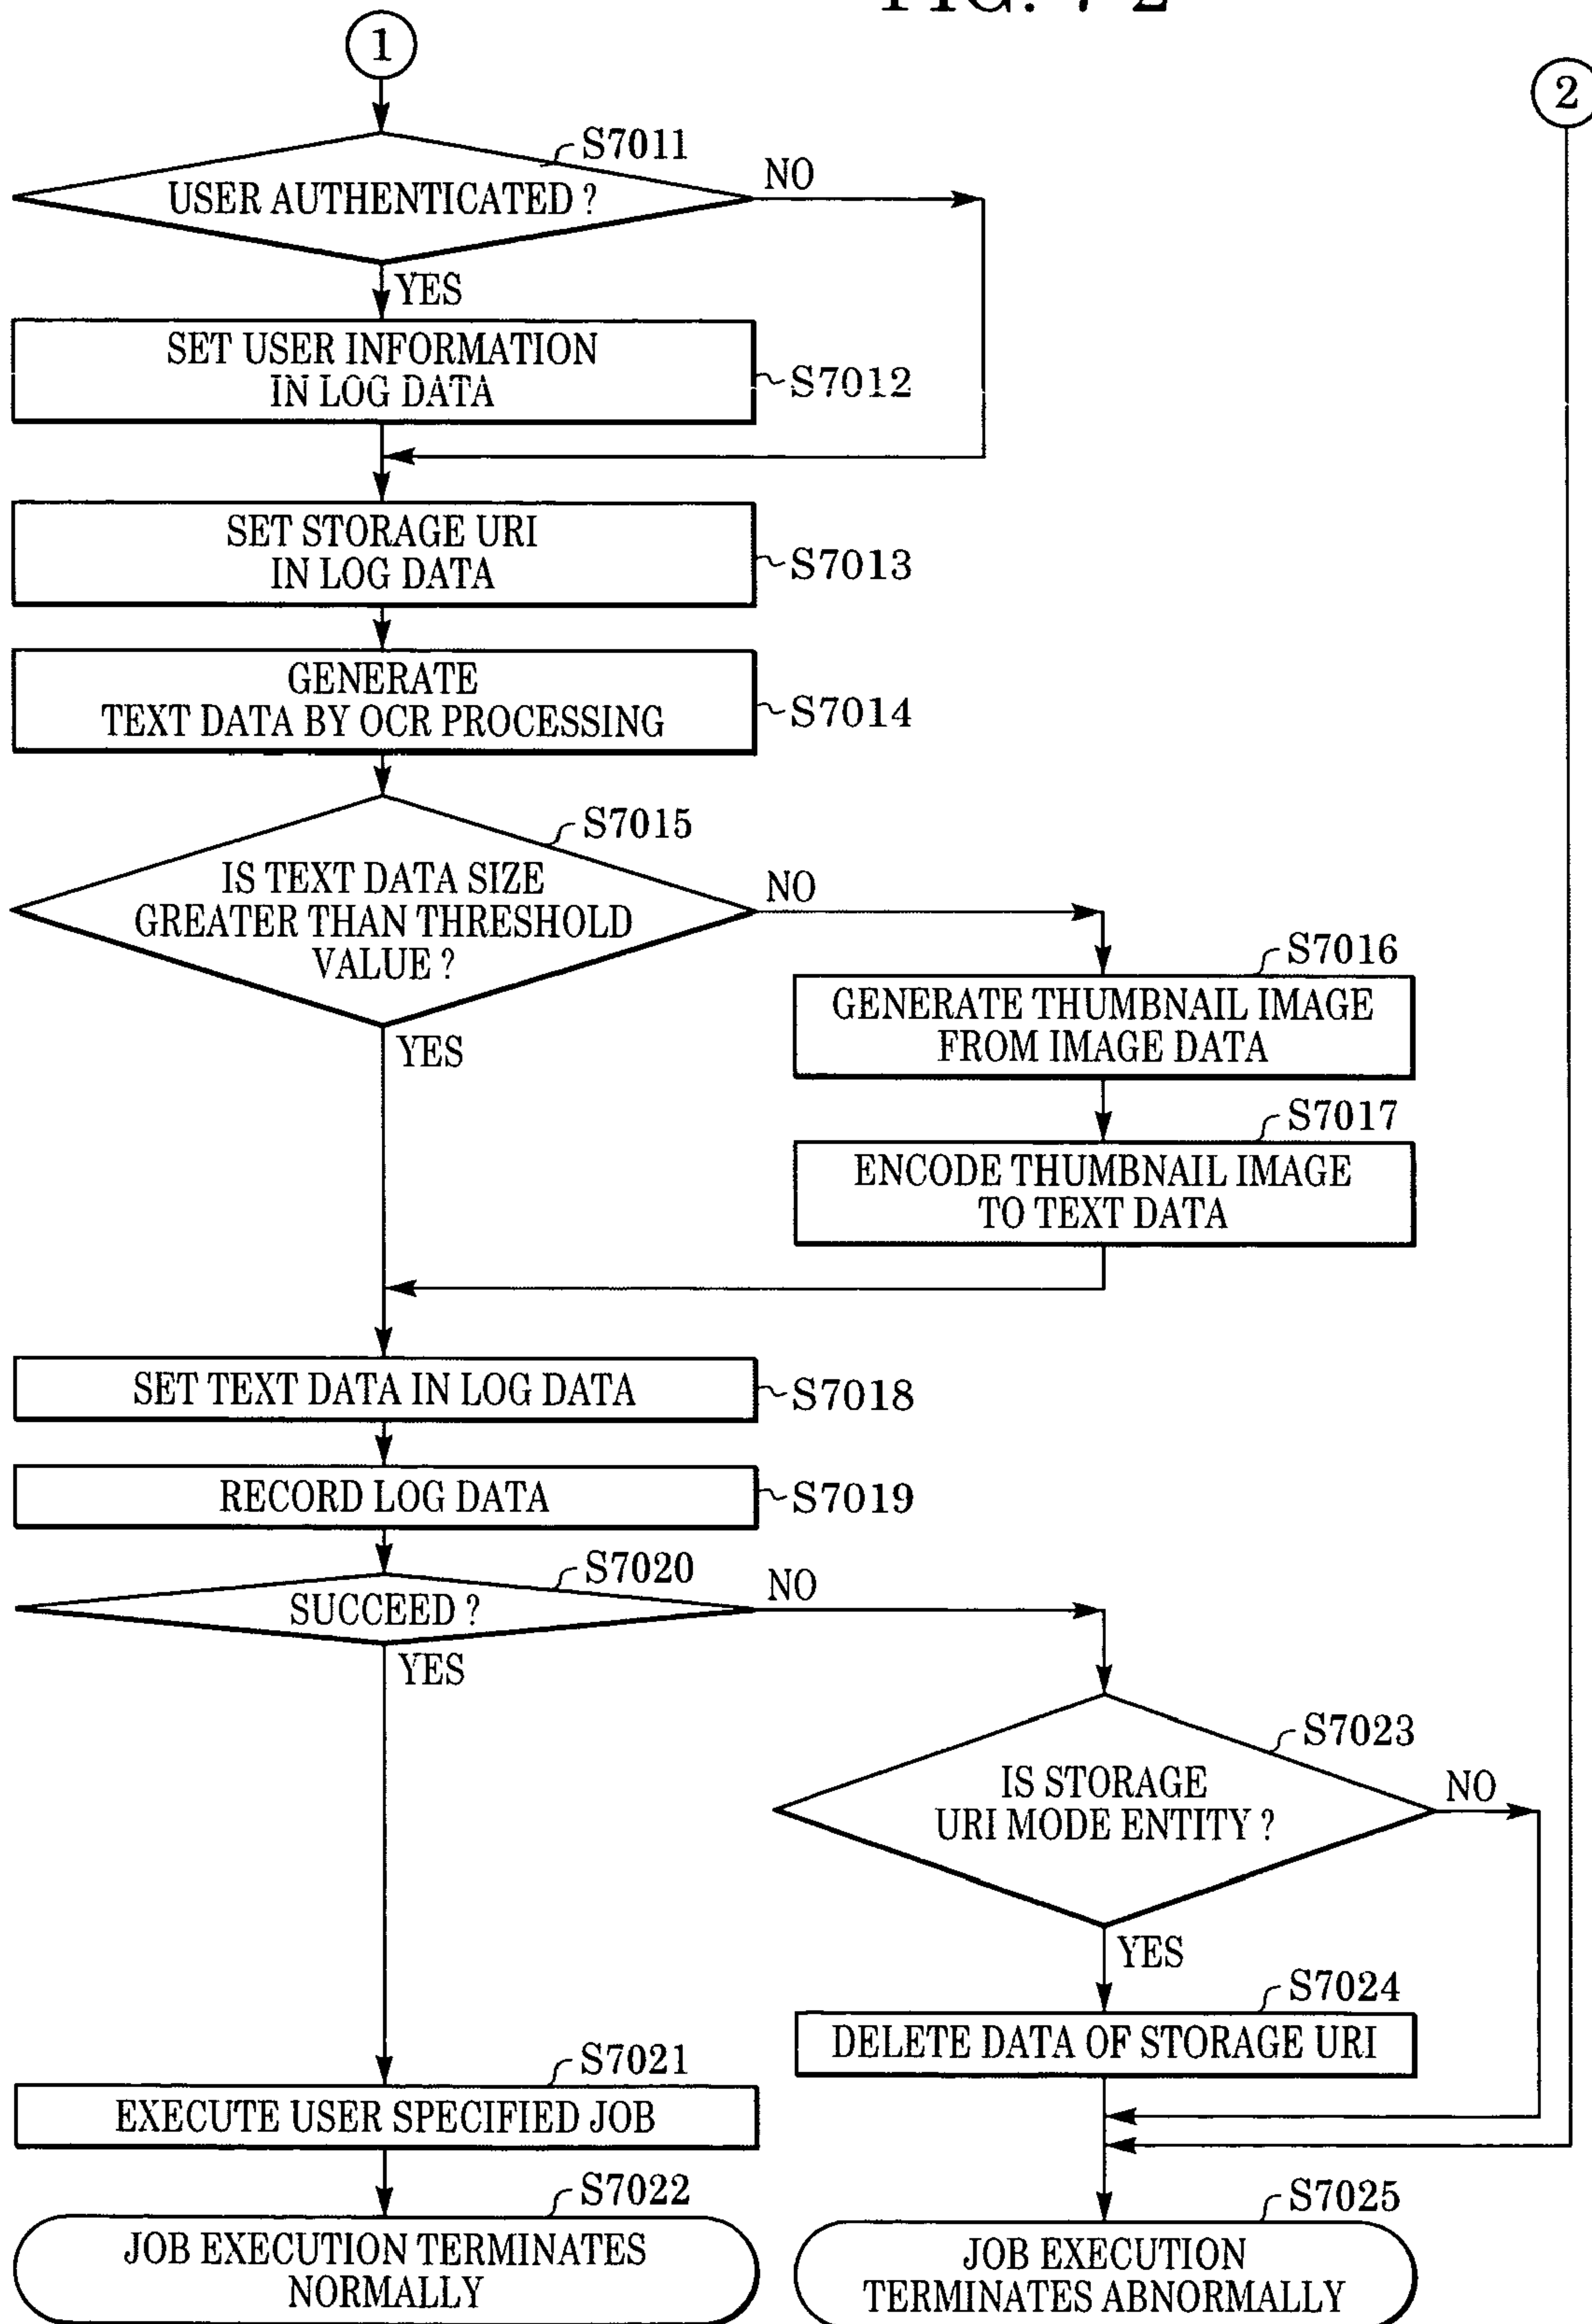 FIG. 7-2
1
2
S7011
USER AUTHENTICATED ?
NO
YES
SET USER INFORMATION
IN LOG DATA
S7012
SET STORAGE URI
IN LOG DATA
S7013
GENERATE
TEXT DATA BY OCR PROCESSING
S7014
S7015
IS TEXT DATA SIZE
GREATER THAN THRESHOLD
VALUE ?
NO
YES
S7016
GENERATE THUMBNAIL IMAGE
FROM IMAGE DATA
S7017
ENCODE THUMBNAIL IMAGE
TO TEXT DATA
SET TEXT DATA IN LOG DATA
S7018
RECORD LOG DATA
S7019
S7020
SUCCEED ?
NO
YES
S7023
IS STORAGE
URI MODE ENTITY ?
NO
YES
S7024
DELETE DATA OF STORAGE URI
S7021
EXECUTE USER SPECIFIED JOB
S7022
JOB EXECUTION TERMINATES
NORMALLY
S7025
JOB EXECUTION
TERMINATES ABNORMALLY